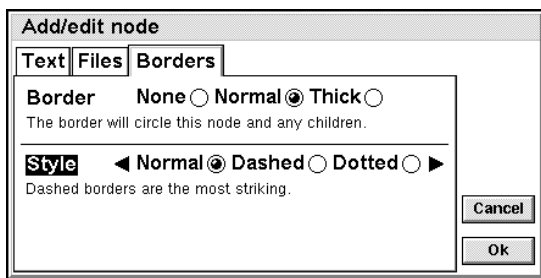 Add/edit node
Text Files Borders
Border None Normal Thick
The border will circle this node and any children.
Style Normal Dashed Dotted
Dashed borders are the most striking.
Cancel
Ok